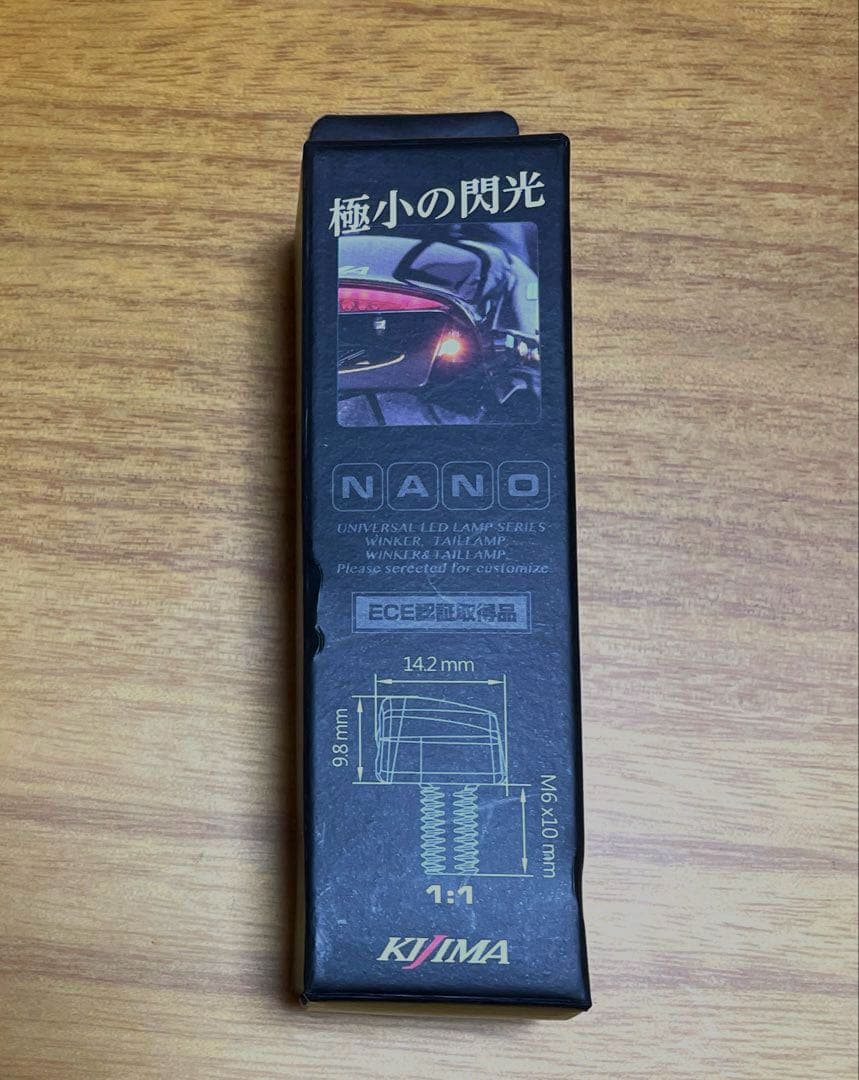 極小の閃光
NANO
UNIVERSAL LED LAMP SERIES
WINKER, TAILLAMP,
WINKER&TAILLAMP
Please serected for customize
ECE認証取得品
14.2 mm
9.8 mm
M6 x10 mm
1:1
KIJIMA